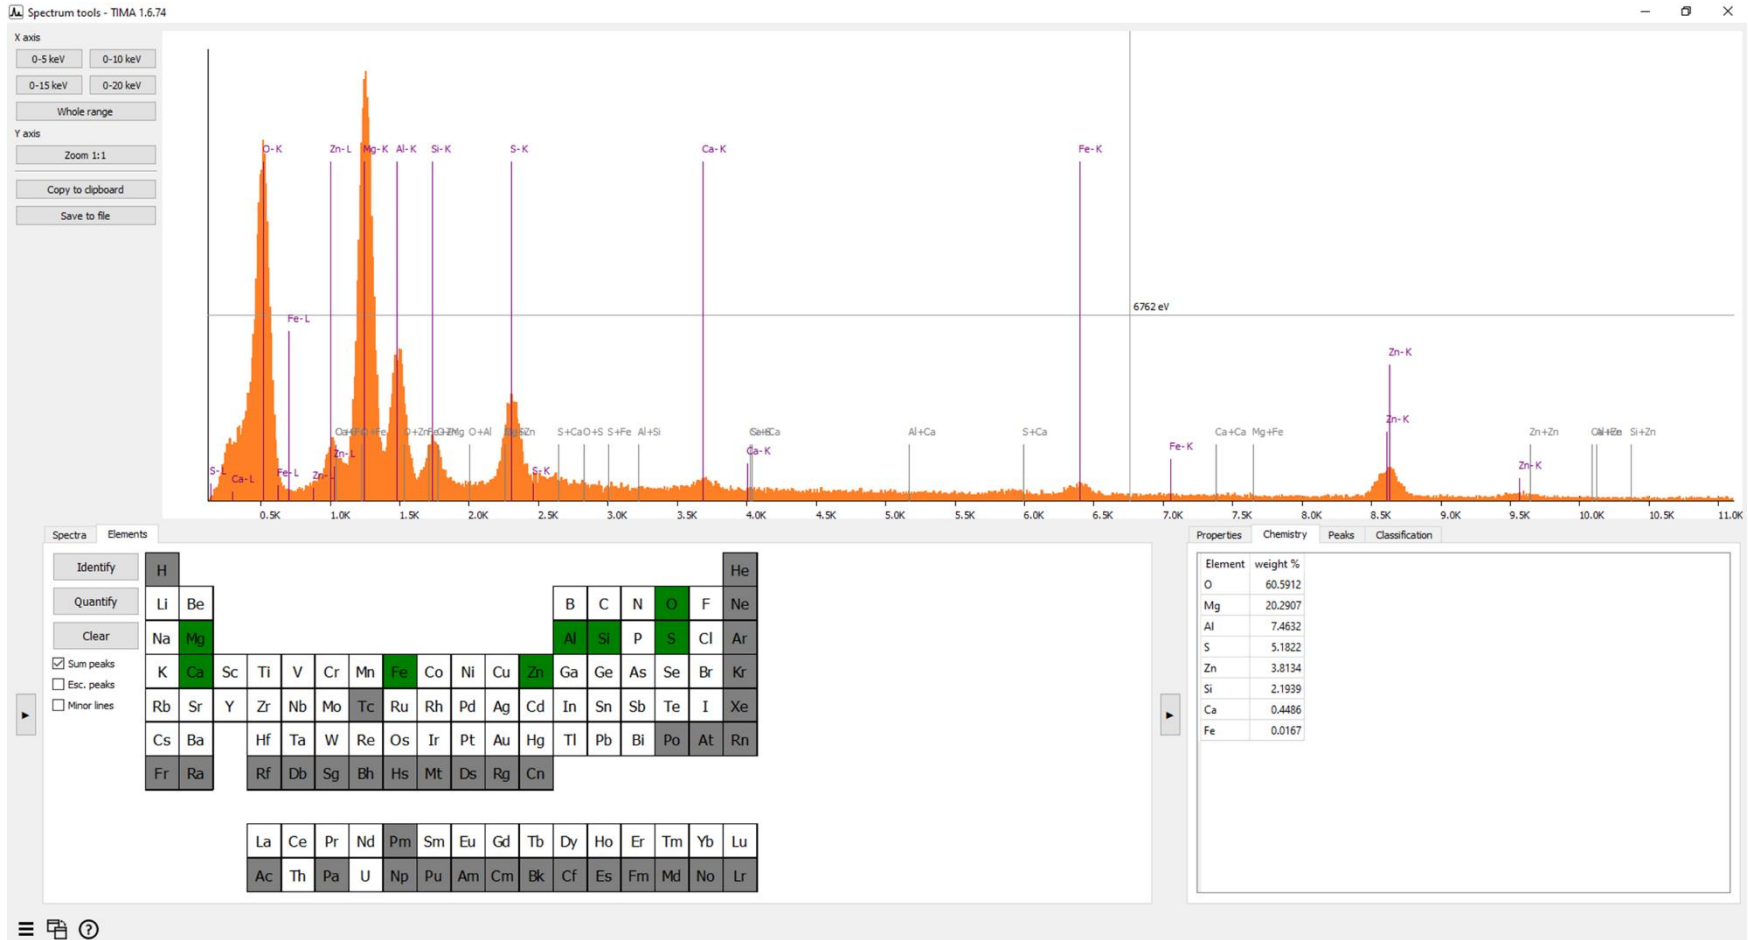 Spectrum tools - TIMA 1.6.74
X axis
0-5 keV 0-10 keV
0-15 keV 0-20 keV
Whole range
Y axis
Zoom 1:1
Copy to clipboard
Save to file
O-K Zn-L Mg-K Al-K Si-K S-K Ca-K Fe-K
6762 eV
Fe-L
Zn-K
Zn-K
O+Al S+Ca O+S S+Fe Al+Si Al+Ca S+Ca Ca+Ca Mg+Fe Zn+Zn Si+Zn
Zn-L Ca-K Fe-K
S-L Fe-L S-K Zn-K
Ca-L
0.5K 1.0K 1.5K 2.0K 2.5K 3.0K 3.5K 4.0K 4.5K 5.0K 5.5K 6.0K 6.5K 7.0K 7.5K 8.0K 8.5K 9.0K 9.5K 10.0K 10.5K 11.0K
Spectra Elements
Identify
Quantify
Clear
Sum peaks
Esc. peaks
Minor lines
H He
Li Be B C N O F Ne
Na Mg Al Si P S Cl Ar
K Ca Sc Ti V Cr Mn Fe Co Ni Cu Zn Ga Ge As Se Br Kr
Rb Sr Y Zr Nb Mo Tc Ru Rh Pd Ag Cd In Sn Sb Te I Xe
Cs Ba Hf Ta W Re Os Ir Pt Au Hg Tl Pb Bi Po At Rn
Fr Ra Rf Db Sg Bh Hs Mt Ds Rg Cn
La Ce Pr Nd Pm Sm Eu Gd Tb Dy Ho Er Tm Yb Lu
Ac Th Pa U Np Pu Am Cm Bk Cf Es Fm Md No Lr
Properties Chemistry Peaks Classification
Element weight %
O 60.5912
Mg 20.2907
Al 7.4632
S 5.1822
Zn 3.8134
Si 2.1939
Ca 0.4486
Fe 0.0167